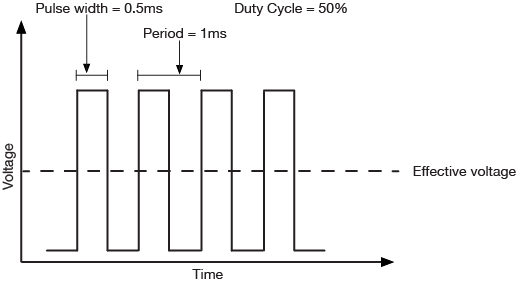 Pulse width = 0.5ms
Duty Cycle = 50%
Period = 1ms
Voltage
Effective voltage
Time